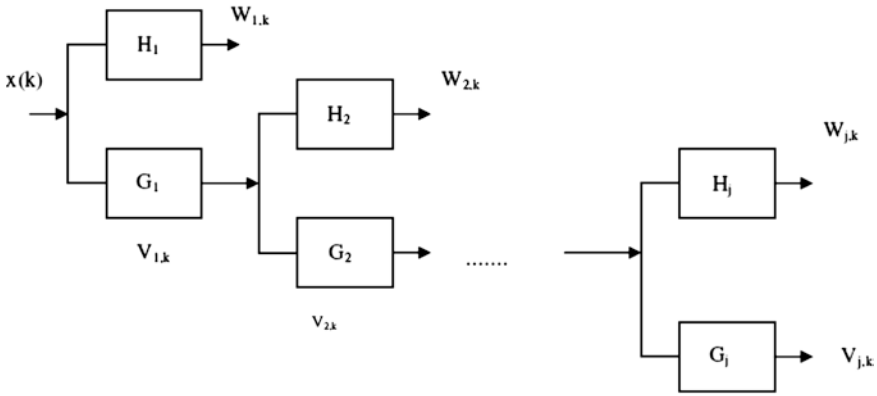 W1,k
H1
x(k)
W2,k
H2
G1
V1,k
Wj,k
Hj
G2
.......
V2,k
Gj
Vj,k